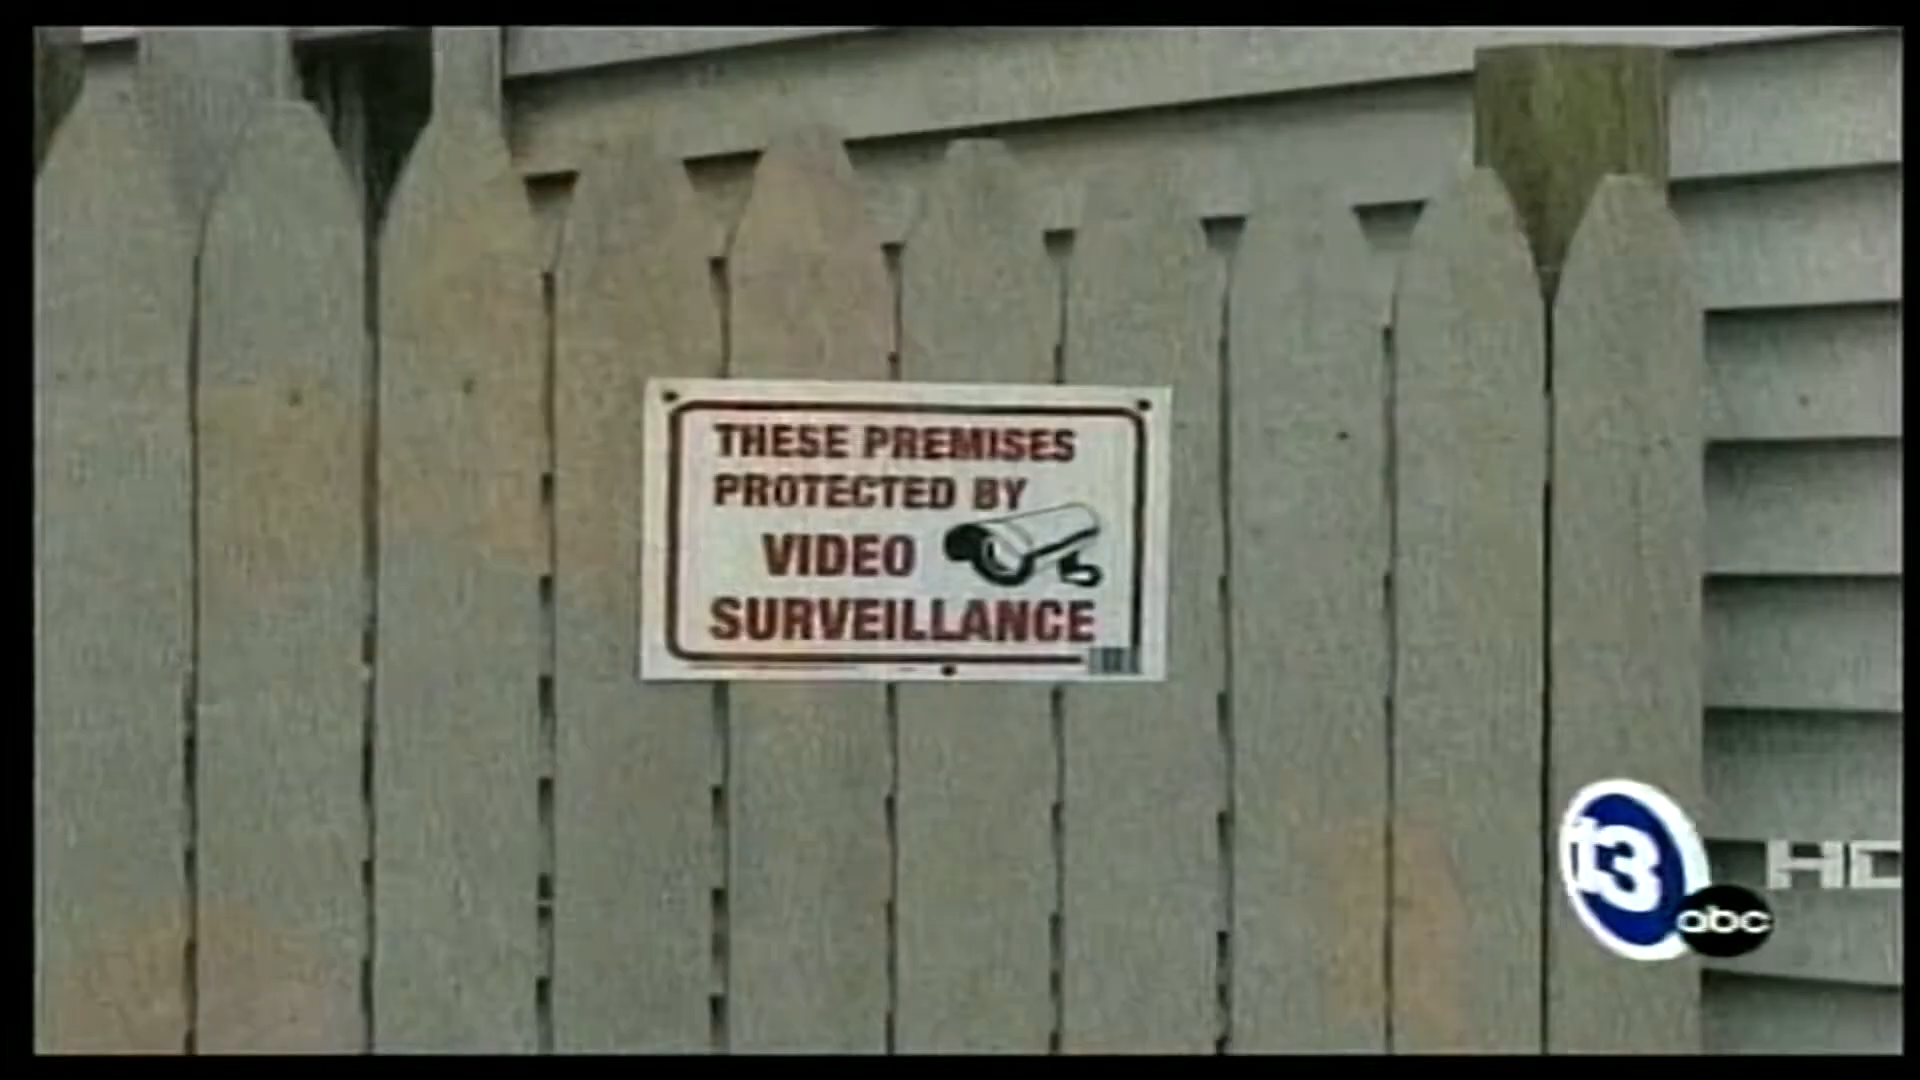 THESE PREMISES
PROTECTED BY
VIDEO
SURVEILLANCE
13
abc
HD